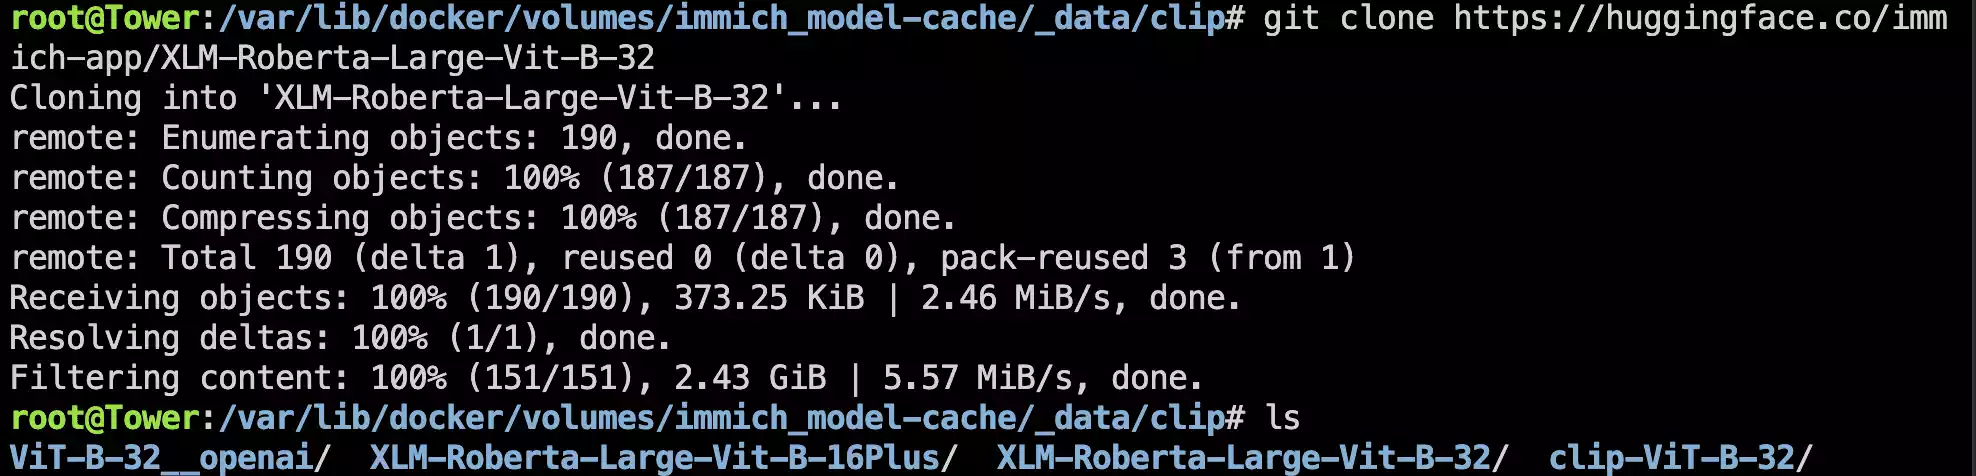 root@Tower:/var/lib/docker/volumes/immich_model-cache/_data/clip# git clone https://huggingface.co/imm
ich-app/XLM-Roberta-Large-Vit-B-32
Cloning into 'XLM-Roberta-Large-Vit-B-32'...
remote: Enumerating objects: 190, done.
remote: Counting objects: 100% (187/187), done.
remote: Compressing objects: 100% (187/187), done.
remote: Total 190 (delta 1), reused 0 (delta 0), pack-reused 3 (from 1)
Receiving objects: 100% (190/190), 373.25 KiB | 2.46 MiB/s, done.
Resolving deltas: 100% (1/1), done.
Filtering content: 100% (151/151), 2.43 GiB | 5.57 MiB/s, done.
root@Tower:/var/lib/docker/volumes/immich_model-cache/_data/clip# ls
ViT-B-32__openai/  XLM-Roberta-Large-Vit-B-16Plus/  XLM-Roberta-Large-Vit-B-32/  clip-ViT-B-32/